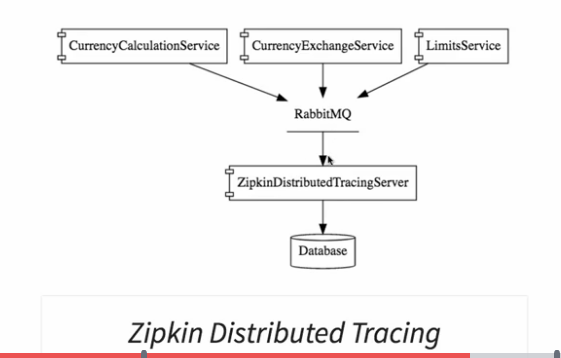 CurrencyCalculationService CurrencyExchangeService LimitsService
RabbitMQ
ZipkinDistributedTracingServer
Database
Zipkin Distributed Tracing